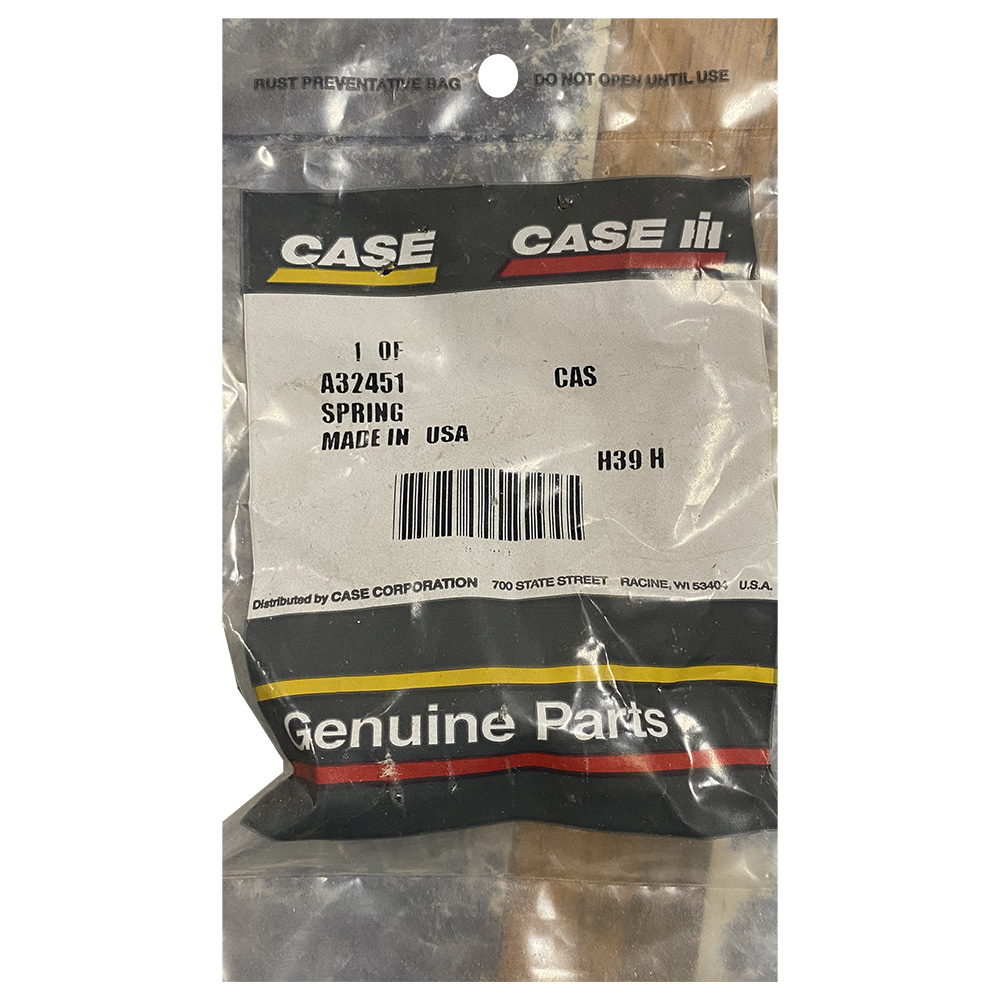 RUST PREVENTATIVE BAG DO NOT OPEN UNTIL USE
CASE CASE IH
1 OF
A32451 CAS
SPRING
MADE IN USA
H39 H
Distributed by CASE CORPORATION 700 STATE STREET RACINE, WI 53404 U.S.A.
Genuine Parts